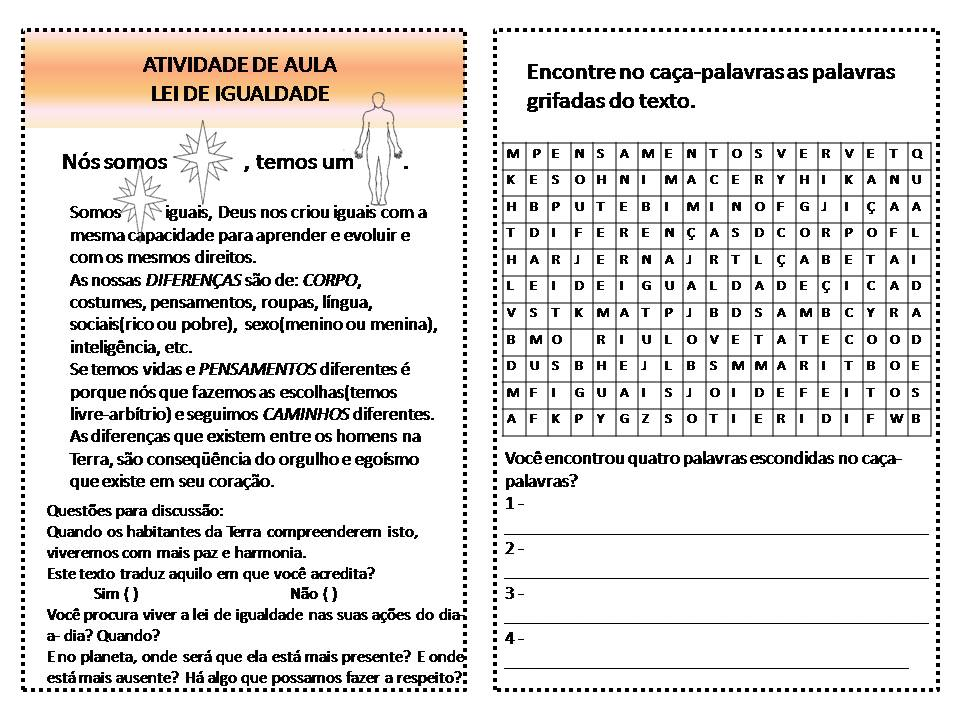 ATIVIDADE DE AULA
LEI DE IGUALDADE
Nós somos , temos um .
Somos iguais, Deus nos criou iguais com a
mesma capacidade para aprender e evoluir e
com os mesmos direitos.
As nossas DIFERENÇAS são de: CORPO,
costumes, pensamentos, roupas, língua,
sociais(rico ou pobre), sexo(menino ou menina),
inteligência, etc.
Se temos vidas e PENSAMENTOS diferentes é
porque nós que fazemos as escolhas(temos
livre-arbítrio) e seguimos CAMINHOS diferentes.
As diferenças que existem entre os homens na
Terra, são conseqüência do orgulho e egoísmo
que existe em seu coração.
Questões para discussão:
Quando os habitantes da Terra compreenderem isto,
viveremos com mais paz e harmonia.
Este texto traduz aquilo em que você acredita?
Sim ( ) Não ( )
Você procura viver a lei de igualdade nas suas ações do dia-
a- dia? Quando?
E no planeta, onde será que ela está mais presente? E onde
está mais ausente? Há algo que possamos fazer a respeito?
Encontre no caça-palavras as palavras
grifadas do texto.
M P E N S A M E N T O S V E R V E T Q
K E S O H N I M A C E R Y H I K A N U
H B P U T E B I M I N O F G J I Ç A A
T D I F E R E N Ç A S D C O R P O F L
H A R J E R N A J R T L Ç A B E T A I
L E I D E I G U A L D A D E Ç I C A D
V S T K M A T P J B D S A M B C Y R A
B M O R I U L O V E T A T E C O O D
D U S B H E J L B S M M A R I T B O E
M F I G U A I S J O I D E F E I T O S
A F K P Y G Z S O T I E R I D I F W B
Você encontrou quatro palavras escondidas no caça-
palavras?
1 -
2 -
3 -
4 -